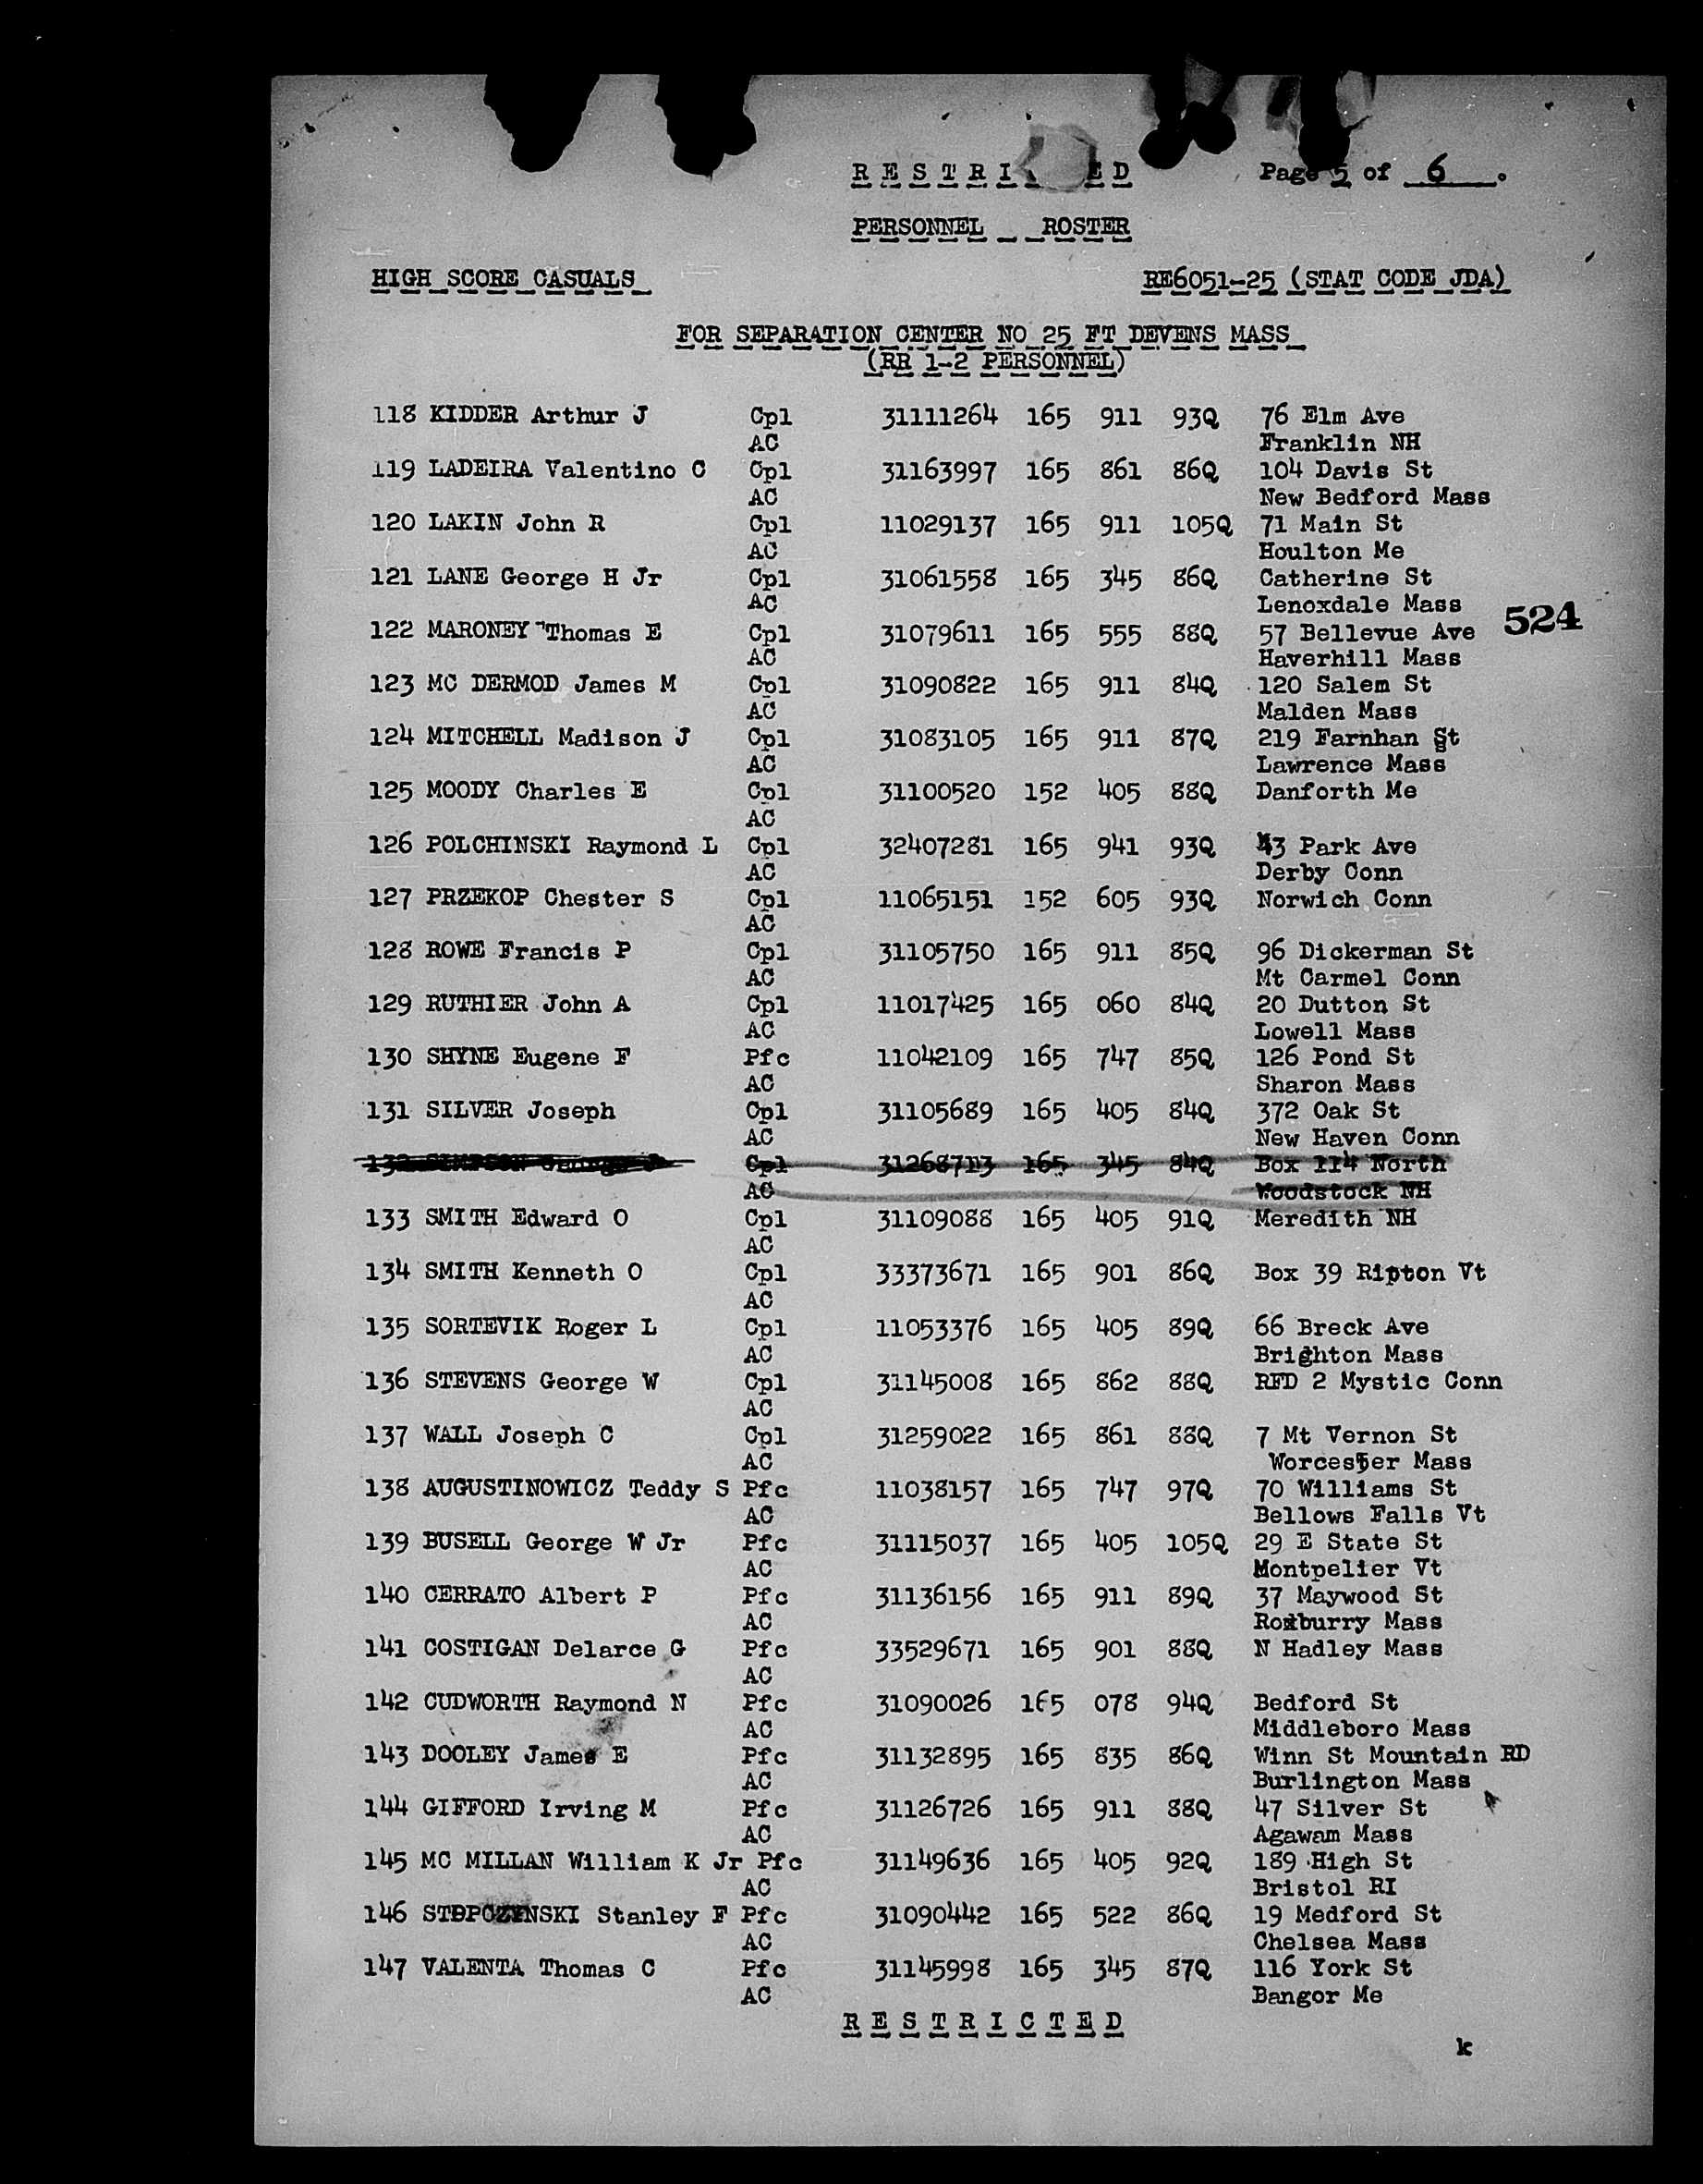 R E S T R I C T E D Page 5 of 6.
PERSONNEL ROSTER
HIGH SCORE CASUALS RE6051-25 (STAT CODE JDA)
FOR SEPARATION CENTER NO 25 FT DEVENS MASS
(RR 1-2 PERSONNEL)
118 KIDDER Arthur J Cpl 31111264 165 911 93Q 76 Elm Ave
AC Franklin NH
119 LADEIRA Valentino C Cpl 31163997 165 861 86Q 104 Davis St
AC New Bedford Mass
120 LAKIN John R Cpl 11029137 165 911 105Q 71 Main St
AC Houlton Me
121 LANE George H Jr Cpl 31061558 165 345 86Q Catherine St
AC Lenoxdale Mass
524
122 MARONEY Thomas E Cpl 31079611 165 555 88Q 57 Bellevue Ave
AC Haverhill Mass
123 MC DERMOD James M Cpl 31090822 165 911 84Q 120 Salem St
AC Malden Mass
124 MITCHELL Madison J Cpl 31083105 165 911 87Q 219 Farnhan St
AC Lawrence Mass
125 MOODY Charles E Cpl 31100520 152 405 88Q Danforth Me
AC
126 POLCHINSKI Raymond L Cpl 32407281 165 941 93Q 43 Park Ave
AC Derby Conn
127 PRZEKOP Chester S Cpl 11065151 152 605 93Q Norwich Conn
AC
128 ROWE Francis P Cpl 31105750 165 911 85Q 96 Dickerman St
AC Mt Carmel Conn
129 RUTHIER John A Cpl 11017425 165 060 84Q 20 Dutton St
AC Lowell Mass
130 SHYNE Eugene F Pfc 11042109 165 747 85Q 126 Pond St
AC Sharon Mass
131 SILVER Joseph Cpl 31105689 165 405 84Q 372 Oak St
AC New Haven Conn
132 SIMPSON George J Cpl 31268713 165 345 84Q Box 114 North
AC Woodstock NH
133 SMITH Edward O Cpl 31109088 165 405 91Q Meredith NH
AC
134 SMITH Kenneth O Cpl 33373671 165 901 86Q Box 39 Ripton Vt
AC
135 SORTEVIK Roger L Cpl 11053376 165 405 89Q 66 Breck Ave
AC Brighton Mass
136 STEVENS George W Cpl 31145008 165 862 88Q RFD 2 Mystic Conn
AC
137 WALL Joseph C Cpl 31259022 165 861 88Q 7 Mt Vernon St
AC Worcester Mass
138 AUGUSTINOWICZ Teddy S Pfc 11038157 165 747 97Q 70 Williams St
AC Bellows Falls Vt
139 BUSELL George W Jr Pfc 31115037 165 405 105Q 29 E State St
AC Montpelier Vt
140 CERRATO Albert P Pfc 31136156 165 911 89Q 37 Maywood St
AC Roxburry Mass
141 COSTIGAN Delarce G Pfc 33529671 165 901 88Q N Hadley Mass
AC
142 CUDWORTH Raymond N Pfc 31090026 165 078 94Q Bedford St
AC Middleboro Mass
143 DOOLEY James E Pfc 31132895 165 835 86Q Winn St Mountain RD
AC Burlington Mass
144 GIFFORD Irving M Pfc 31126726 165 911 88Q 47 Silver St
AC Agawam Mass
145 MC MILLAN William K Jr Pfc 31149636 165 405 92Q 189 High St
AC Bristol RI
146 STEPCZYNSKI Stanley F Pfc 31090442 165 522 86Q 19 Medford St
AC Chelsea Mass
147 VALENTA Thomas C Pfc 31145998 165 345 87Q 116 York St
AC Bangor Me
R E S T R I C T E D
k